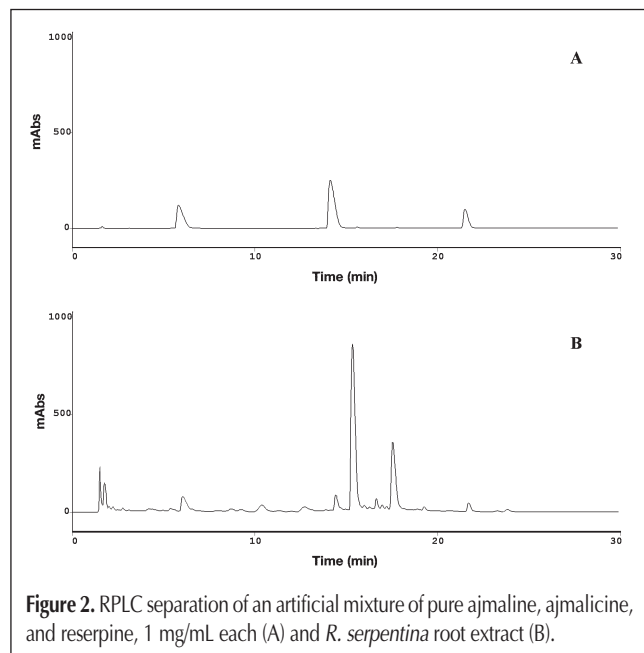 1000
A
mAbs
500
0
0 10 20 30
Time (min)
1000
B
mAbs
500
0
0 10 20 30
Time (min)
Figure 2. RPLC separation of an artificial mixture of pure ajmaline, ajmalicine,
and reserpine, 1 mg/mL each (A) and R. serpentina root extract (B).